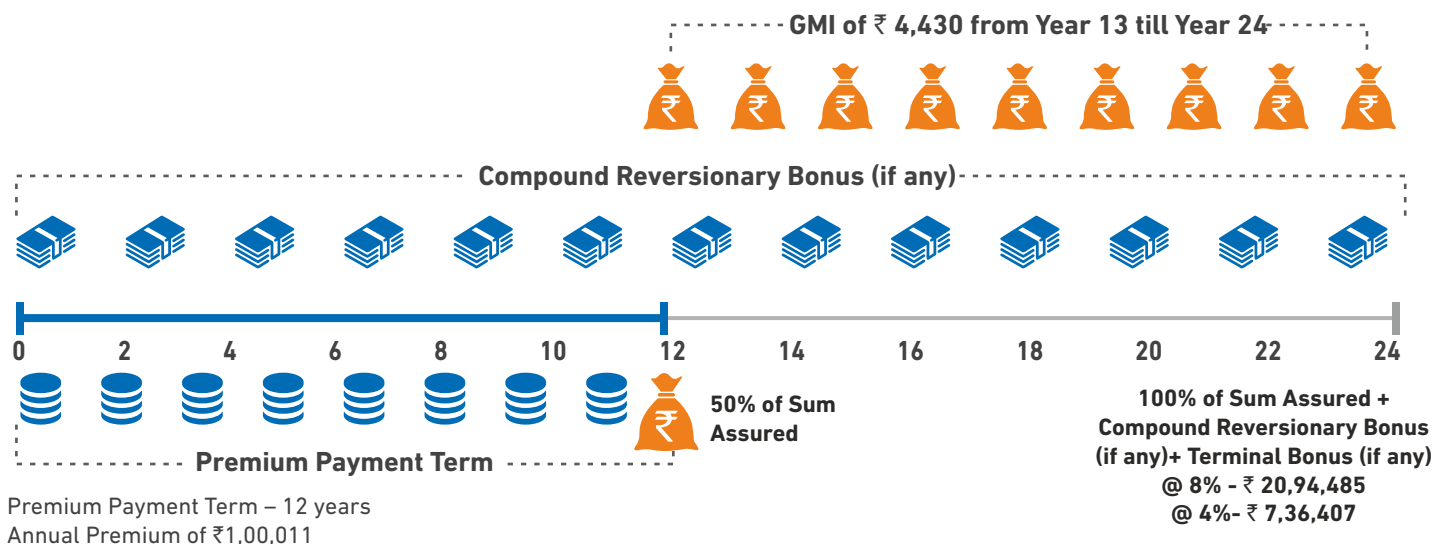 GMI of ₹ 4,430 from Year 13 till Year 24
₹ ₹ ₹ ₹ ₹ ₹ ₹ ₹ ₹
Compound Reversionary Bonus (if any)
0 2 4 6 8 10 12 14 16 18 20 22 24
₹
50% of Sum
Assured
100% of Sum Assured +
Compound Reversionary Bonus
(if any)+ Terminal Bonus (if any)
@ 8% - ₹ 20,94,485
@ 4%- ₹ 7,36,407
Premium Payment Term
Premium Payment Term – 12 years
Annual Premium of ₹1,00,011